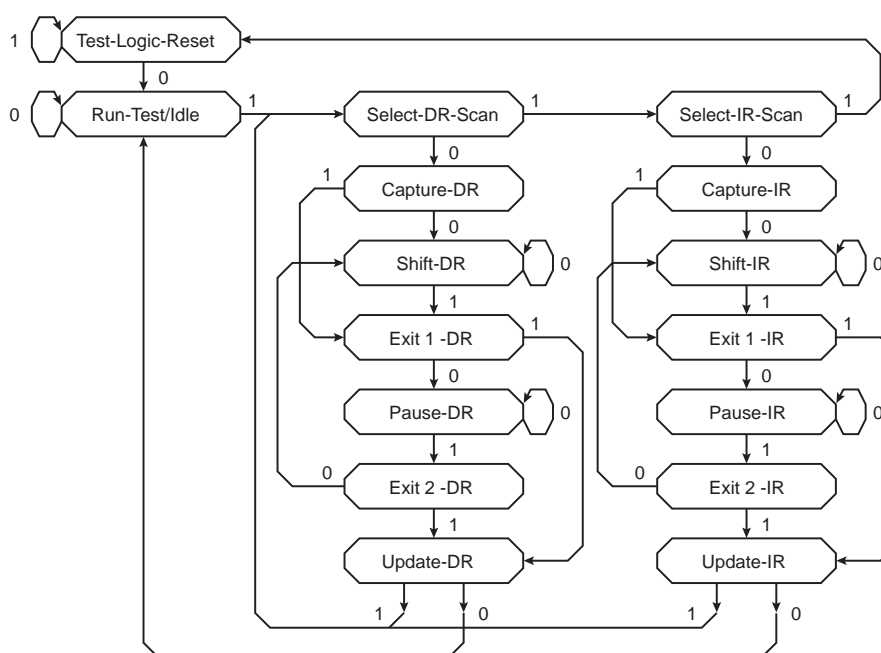 1 Test-Logic-Reset
0
0 Run-Test/Idle 1 Select-DR-Scan 1 Select-IR-Scan 1
0 0
1 Capture-DR 1 Capture-IR
0 0
Shift-DR 0 Shift-IR 0
1 1
Exit 1 -DR 1 Exit 1 -IR 1
0 0
Pause-DR 0 Pause-IR 0
1 1
0 Exit 2 -DR 0 Exit 2 -IR
1 1
Update-DR Update-IR
1 0 1 0